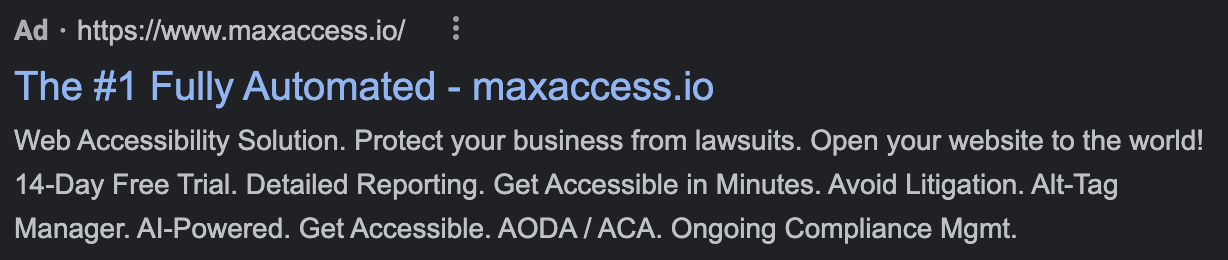 Ad · https://www.maxaccess.io/
The #1 Fully Automated - maxaccess.io
Web Accessibility Solution. Protect your business from lawsuits. Open your website to the world!
14-Day Free Trial. Detailed Reporting. Get Accessible in Minutes. Avoid Litigation. Alt-Tag
Manager. AI-Powered. Get Accessible. AODA / ACA. Ongoing Compliance Mgmt.